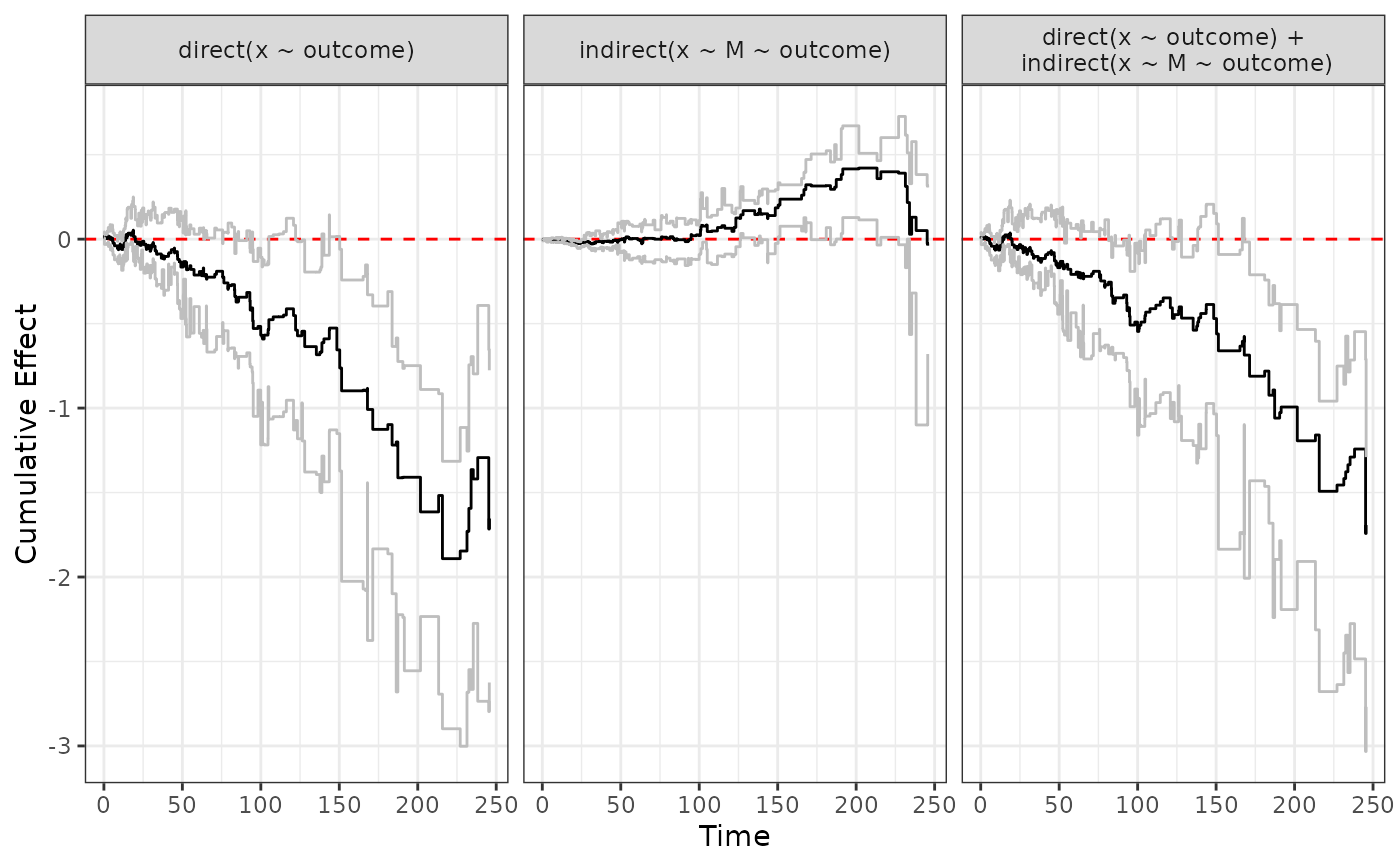 direct(x ~ outcome)
indirect(x ~ M ~ outcome)
direct(x ~ outcome) +
indirect(x ~ M ~ outcome)
Cumulative Effect
0
-1
-2
-3
0 50 100 150 200 250
0 50 100 150 200 250
0 50 100 150 200 250
Time